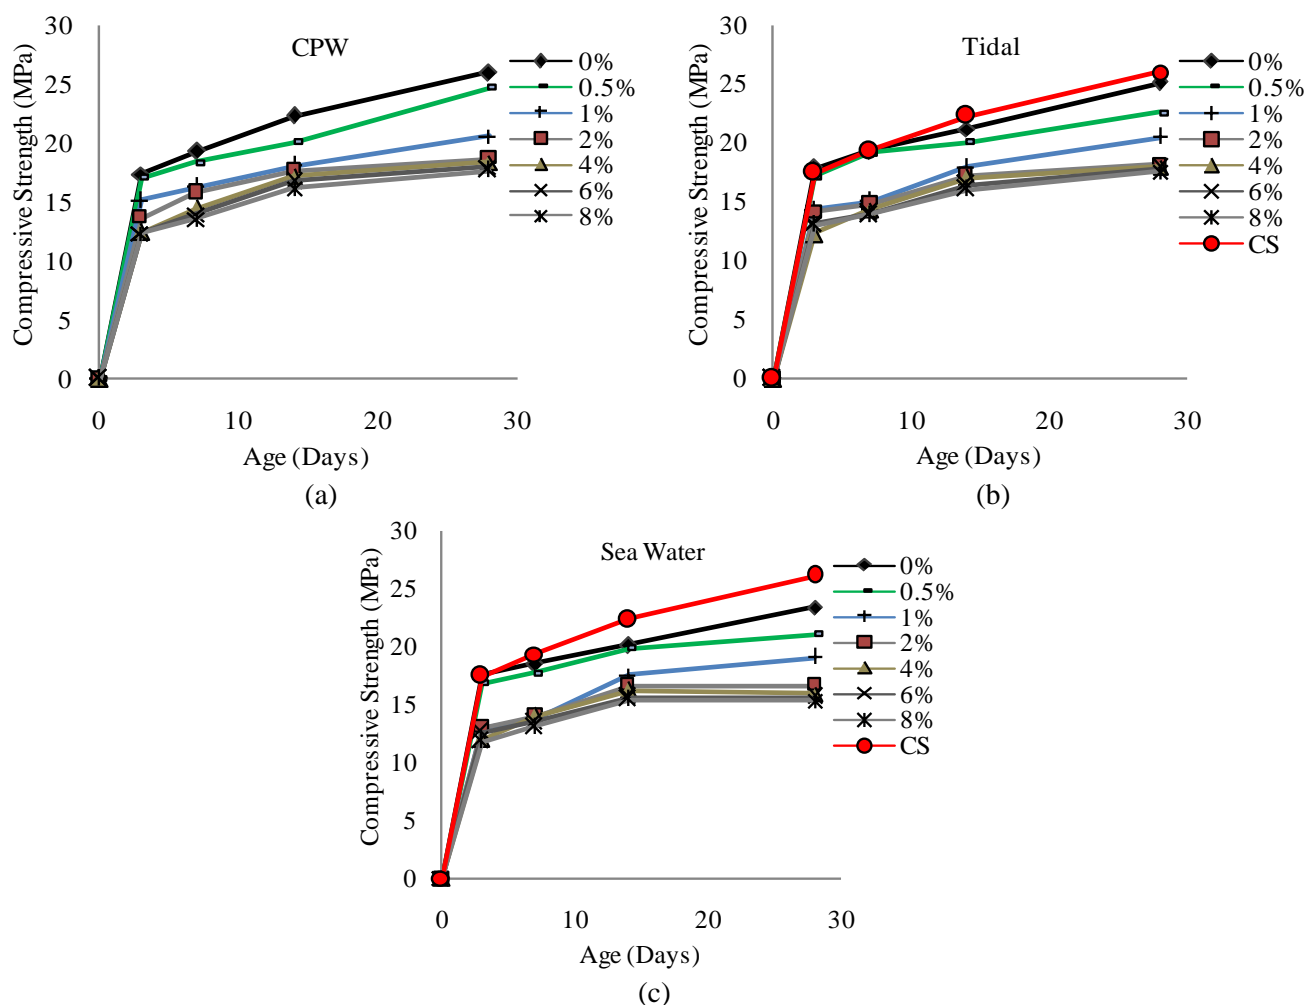 CPW
Compressive Strength (MPa)
30
25
20
15
10
5
0
0 10 20 30
Age (Days)
0%
0.5%
1%
2%
4%
6%
8%
(a)
Tidal
Compressive Strength (MPa)
30
25
20
15
10
5
0
0 10 20 30
Age (Days)
0%
0.5%
1%
2%
4%
6%
8%
CS
(b)
Sea Water
Compressive Strength (MPa)
30
25
20
15
10
5
0
0 10 20 30
Age (Days)
0%
0.5%
1%
2%
4%
6%
8%
CS
(c)